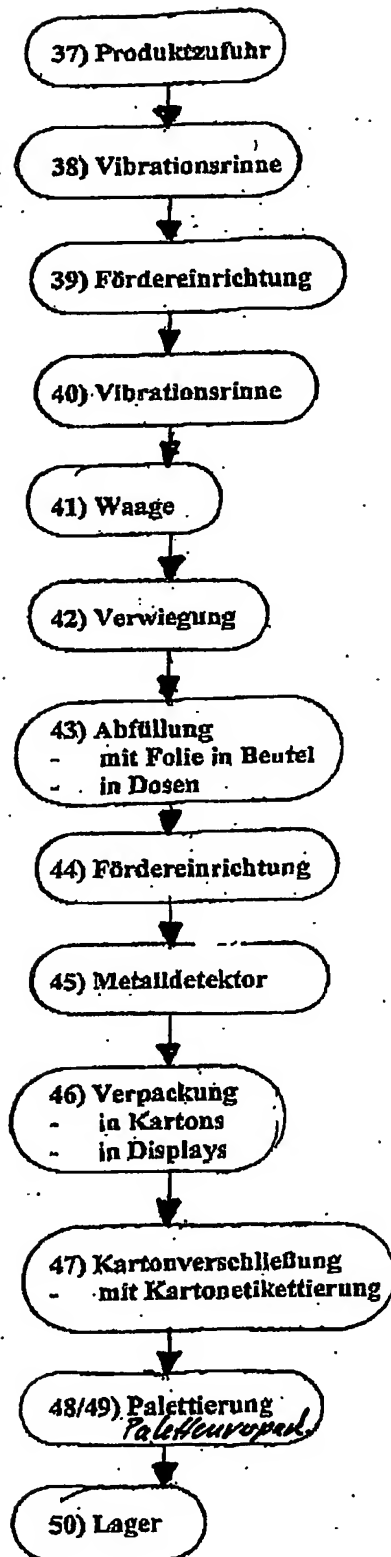 37) Produktzufuhr
38) Vibrationsrinne
39) Fördereinrichtung
40) Vibrationsrinne
41) Waage
42) Verwiegung
43) Abfüllung
- mit Folie in Beutel
- in Dosen
44) Fördereinrichtung
45) Metalldetektor
46) Verpackung
- in Kartons
- in Displays
47) Kartonverschließung
- mit Kartonetikettierung
48/49) Palettierung
50) Lager